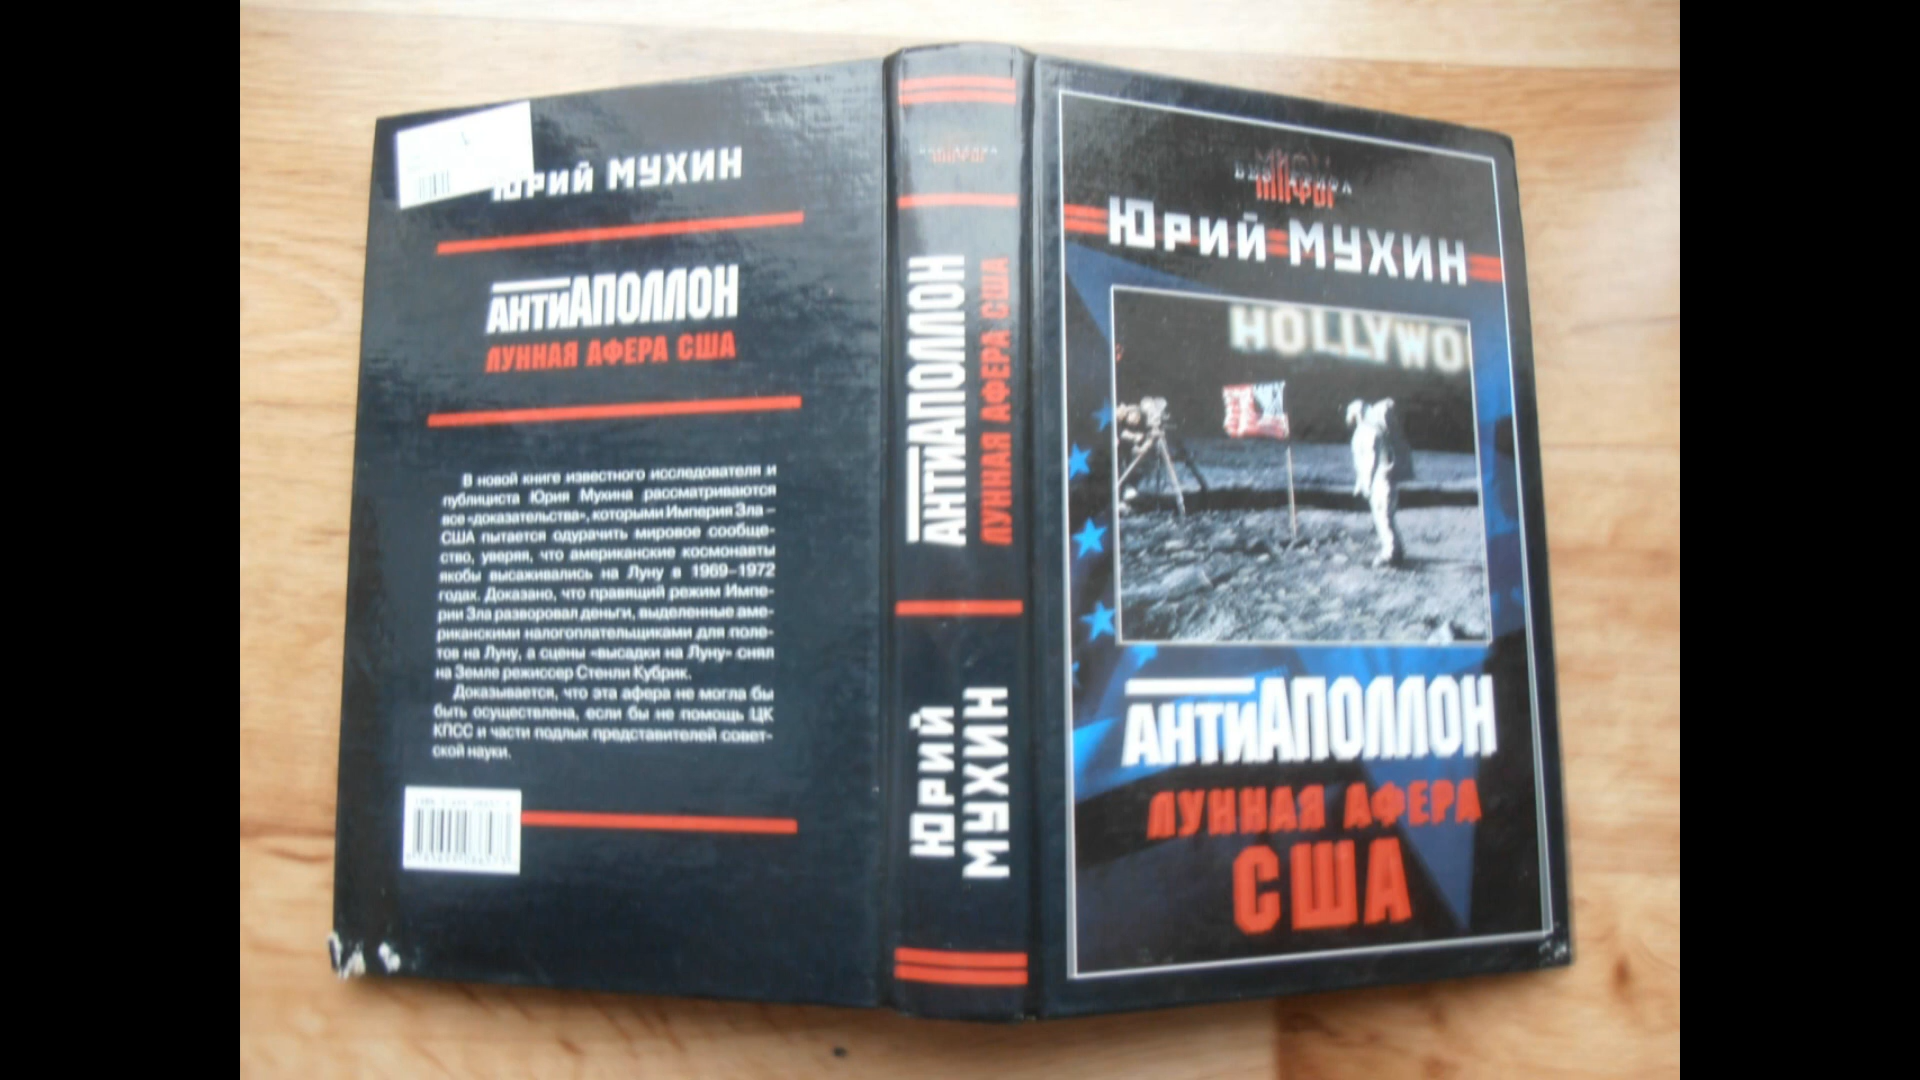 Юрий МУХИН
АНТИАПОЛЛОН
ЛУННАЯ АФЕРА США
В новой книге известного исследователя и
публициста Юрия Мухина рассматриваются
все «доказательства», которыми Империя Зла –
США пытается одурачить мировое сообще-
ство, уверяя, что американские космонавты
якобы высаживались на Луну в 1969–1972
годах. Доказано, что правящий режим Импе-
рии Зла разворовал деньги, выделенные аме-
риканскими налогоплательщиками для поле-
тов на Луну, а сцены «высадки на Луну» снял
на Земле режиссер Стенли Кубрик.
Доказывается, что эта афера не могла бы
быть осуществлена, если бы не помощь ЦК
КПСС и части подлых представителей совет-
ской науки.
АНТИАПОЛЛОН
ЛУННАЯ АФЕРА США
Юрий
МУХИН
Юрий МУХИН
HOLLYWO
АНТИАПОЛЛОН
ЛУННАЯ АФЕРА
США